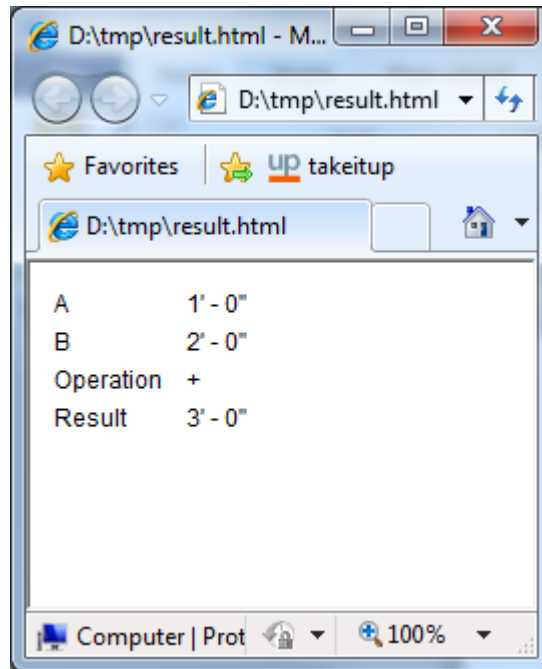 D:\tmp\result.html - M...
D:\tmp\result.html
Favorites up takeitup
D:\tmp\result.html
A 1' - 0"
B 2' - 0"
Operation +
Result 3' - 0"
Computer | Prot 100%